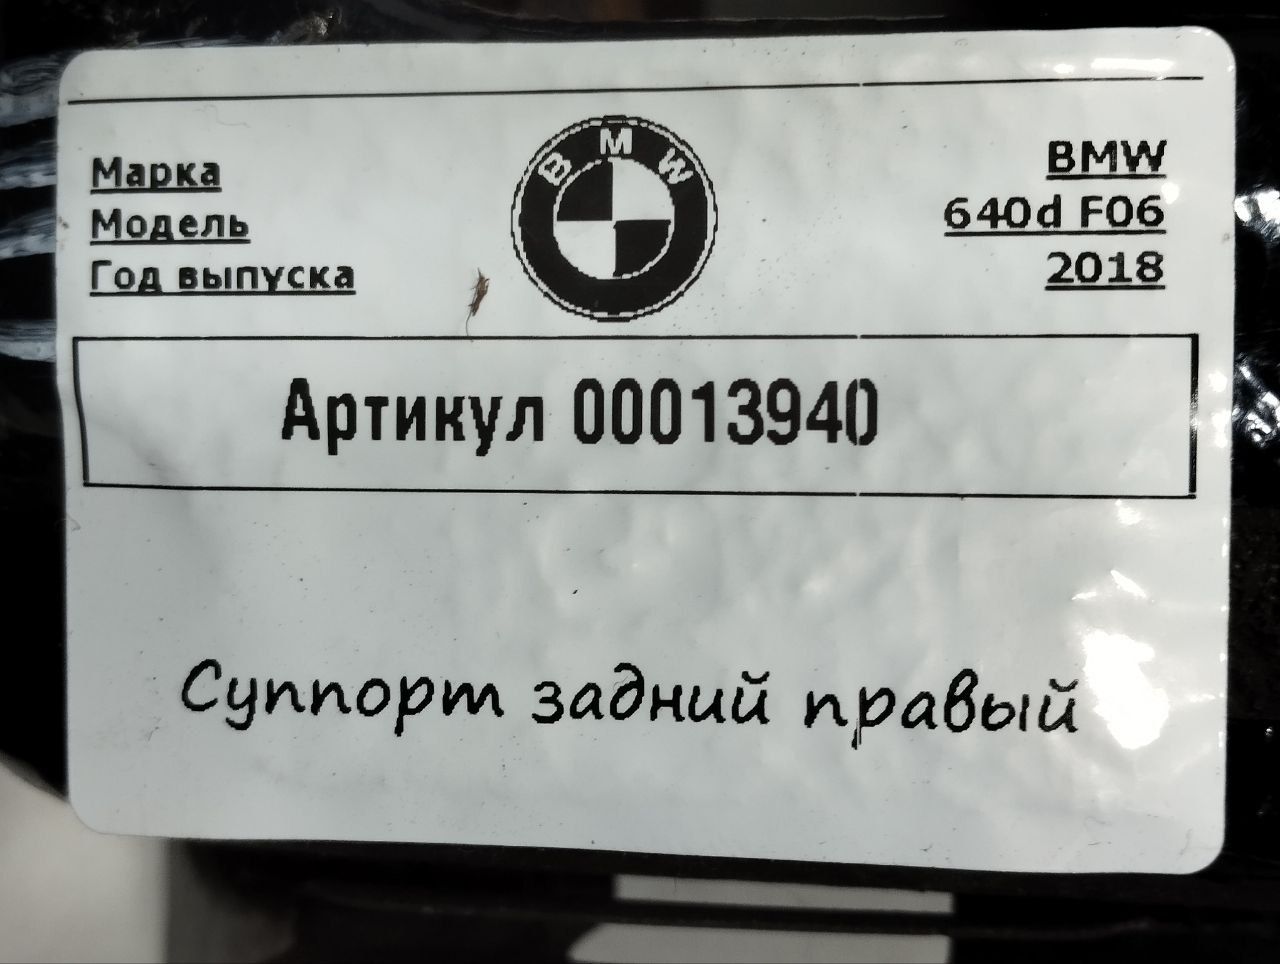 Марка
Модель
Год выпуска
BMW
BMW
640d F06
2018
Артикул 00013940
Суппорт задний правый